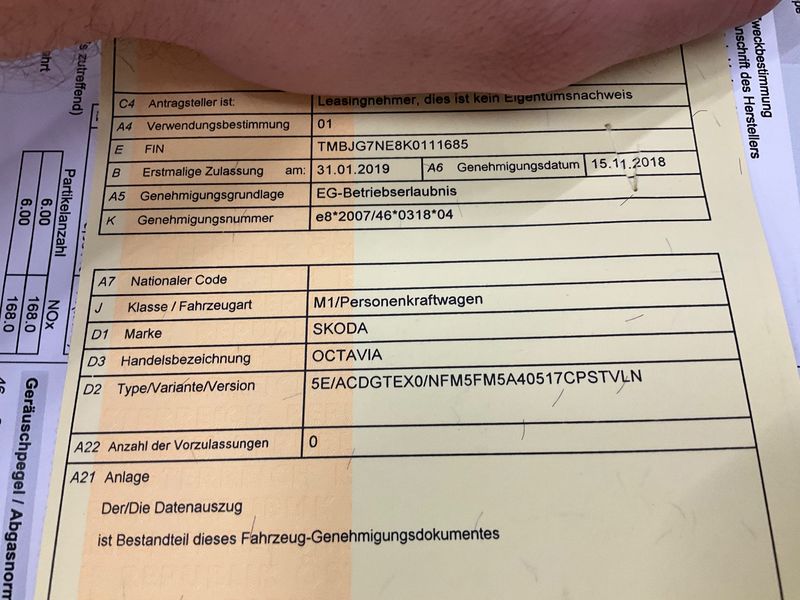 C4 Antragsteller ist: Leasingnehmer, dies ist kein Eigentumsnachweis
A4 Verwendungsbestimmung 01
E FIN TMBJG7NE8K0111685
B Erstmalige Zulassung am: 31.01.2019 A6 Genehmigungsdatum 15.11.2018
A5 Genehmigungsgrundlage EG-Betriebserlaubnis
K Genehmigungsnummer e8*2007/46*0318*04
A7 Nationaler Code
J Klasse / Fahrzeugart M1/Personenkraftwagen
D1 Marke SKODA
D3 Handelsbezeichnung OCTAVIA
D2 Type/Variante/Version 5E/ACDGTEX0/NFM5FM5A40517CPSTVLN
A22 Anzahl der Vorzulassungen 0
A21 Anlage
Der/Die Datenauszug
ist Bestandteil dieses Fahrzeug-Genehmigungsdokumentes
zutreffend)
Partikelanzahl NOx
6.00 168.0
6.00 168.0
Geräuschpegel / Abgasnorm
weckbestimmung
nschrift des Herstellers